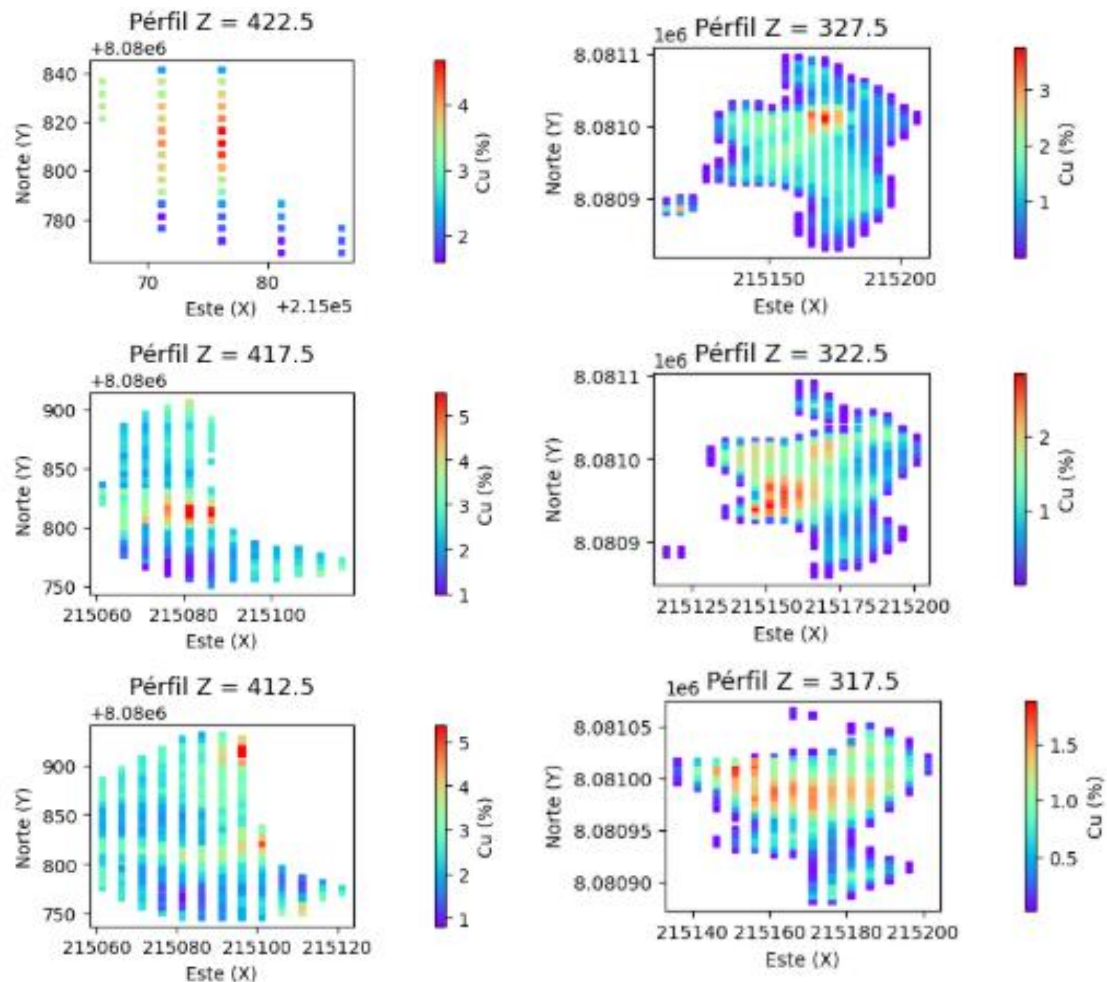 Pérfil Z = 422.5
+8.08e6
840
820
800
780
Norte (Y)
70
80
Este (X)
+2.15e5
4
3
2
Cu (%)
Pérfil Z = 327.5
1e6
8.0811
8.0810
8.0809
Norte (Y)
215150
215200
Este (X)
3
2
1
Cu (%)
Pérfil Z = 417.5
+8.08e6
900
850
800
750
Norte (Y)
215060
215080
215100
Este (X)
5
4
3
2
1
Cu (%)
Pérfil Z = 322.5
1e6
8.0811
8.0810
8.0809
Norte (Y)
215125
215150
215175
215200
Este (X)
2
1
Cu (%)
Pérfil Z = 412.5
+8.08e6
900
850
800
750
Norte (Y)
215060
215080
215100
215120
Este (X)
5
4
3
2
1
Cu (%)
Pérfil Z = 317.5
1e6
8.08105
8.08100
8.08095
8.08090
Norte (Y)
215140
215160
215180
215200
Este (X)
1.5
1.0
0.5
Cu (%)